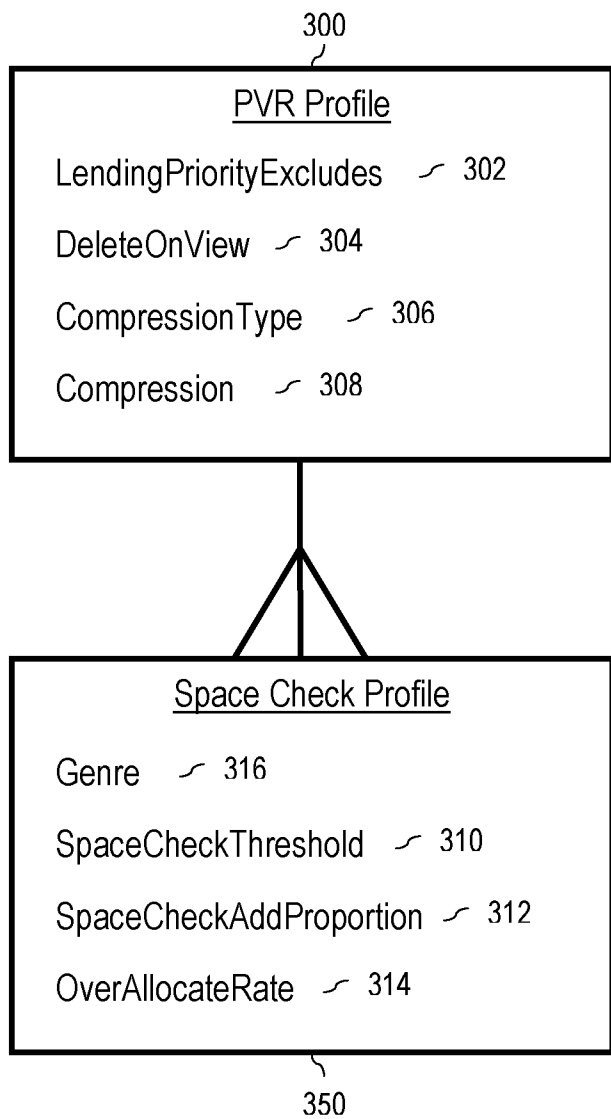 300
PVR Profile
LendingPriorityExcludes 302
DeleteOnView 304
CompressionType 306
Compression 308
Space Check Profile
Genre 316
SpaceCheckThreshold 310
SpaceCheckAddProportion 312
OverAllocateRate 314
350